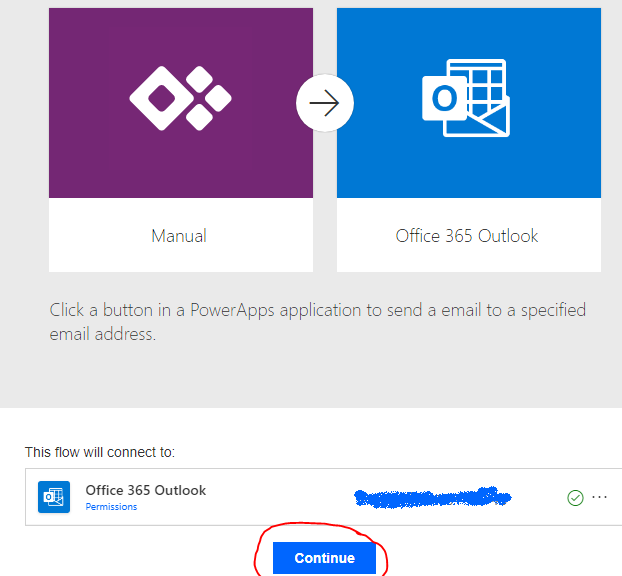 Manual
Office 365 Outlook
Click a button in a PowerApps application to send a email to a specified
email address.
This flow will connect to:
Office 365 Outlook
Permissions
Continue